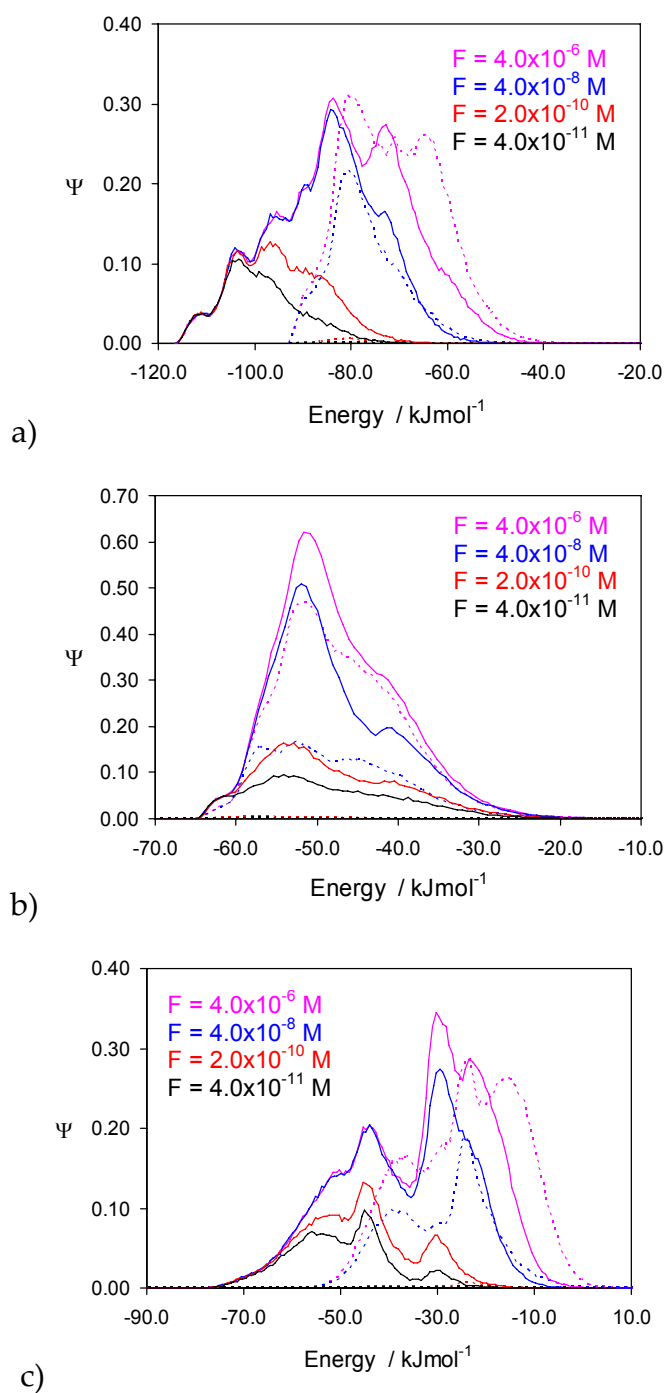 0.40
0.30
0.20
0.10
0.00
Ψ
F = 4.0x10⁻⁶ M
F = 4.0x10⁻⁸ M
F = 2.0x10⁻¹⁰ M
F = 4.0x10⁻¹¹ M
-120.0 -100.0 -80.0 -60.0 -40.0 -20.0
Energy / kJmol⁻¹
a)
0.70
0.60
0.50
0.40
0.30
0.20
0.10
0.00
Ψ
F = 4.0x10⁻⁶ M
F = 4.0x10⁻⁸ M
F = 2.0x10⁻¹⁰ M
F = 4.0x10⁻¹¹ M
-70.0 -60.0 -50.0 -40.0 -30.0 -20.0 -10.0
Energy / kJmol⁻¹
b)
0.40
0.30
0.20
0.10
0.00
Ψ
F = 4.0x10⁻⁶ M
F = 4.0x10⁻⁸ M
F = 2.0x10⁻¹⁰ M
F = 4.0x10⁻¹¹ M
-90.0 -70.0 -50.0 -30.0 -10.0 10.0
Energy / kJmol⁻¹
c)